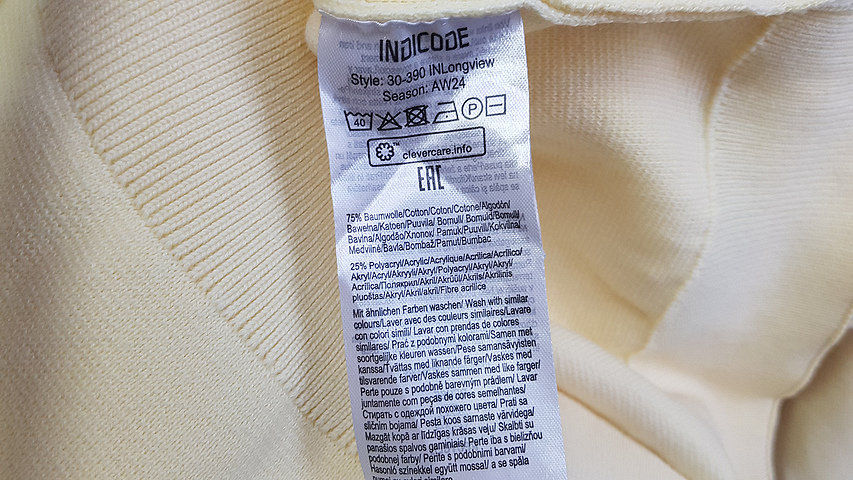 INDICODE
Style: 30-390 INLongview
Season: AW24
40 P
clevercare.info
EAC
75% Baumwolle/Cotton/Coton/Cotone/Algodón/
Bawełna/Katoen/Puuvilla/ Bomull/ Bomuld/Bomull/
Bavlna/Algodão/Хлопок/ Pamuk/Puuvill/Kokvilna/
Medvilnė/Bavla/Bombaž/Pamut/Bumbac
25% Polyacryl/Acrylic/Acrylique/Acrilica/Acrílico/
Akryl/Acryl/Akryyli/Akryl/Polyacryl/Akryl/Akryl/
Acrílica/Полиакрил/Akril/Akrüül/Akrils/Akrilinis
pluoštas/Akryl/Akril/akril/Fibre acrilice
Mit ähnlichen Farben waschen/ Wash with similar
colours/Laver avec des couleurs similaires/Lavare
con colori simili/ Lavar con prendas de colores
similares/ Prać z podobnymi kolorami/Samen met
soortgelijke kleuren wassen/Pese samansävyisten
kanssa/Tvättas med liknande färger/Vaskes med
tilsvarende farver/Vaskes sammen med like farger/
Perte pouze s podobně barevným prádlem/ Lavar
juntamente com peças de cores semelhantes/
Стирать с одеждой похожего цвета/ Prati sa
sličnim bojama/ Pesta koos samaste värvidega/
Mazgāt kopā ar līdzīgas krāsas veļu/ Skalbti su
panašios spalvos gaminiais/ Perte iba s bielizňou
podobnej farby/ Perite s podobnimi barvami/
Hasonló színekkel együtt mossa!/ a se spăla